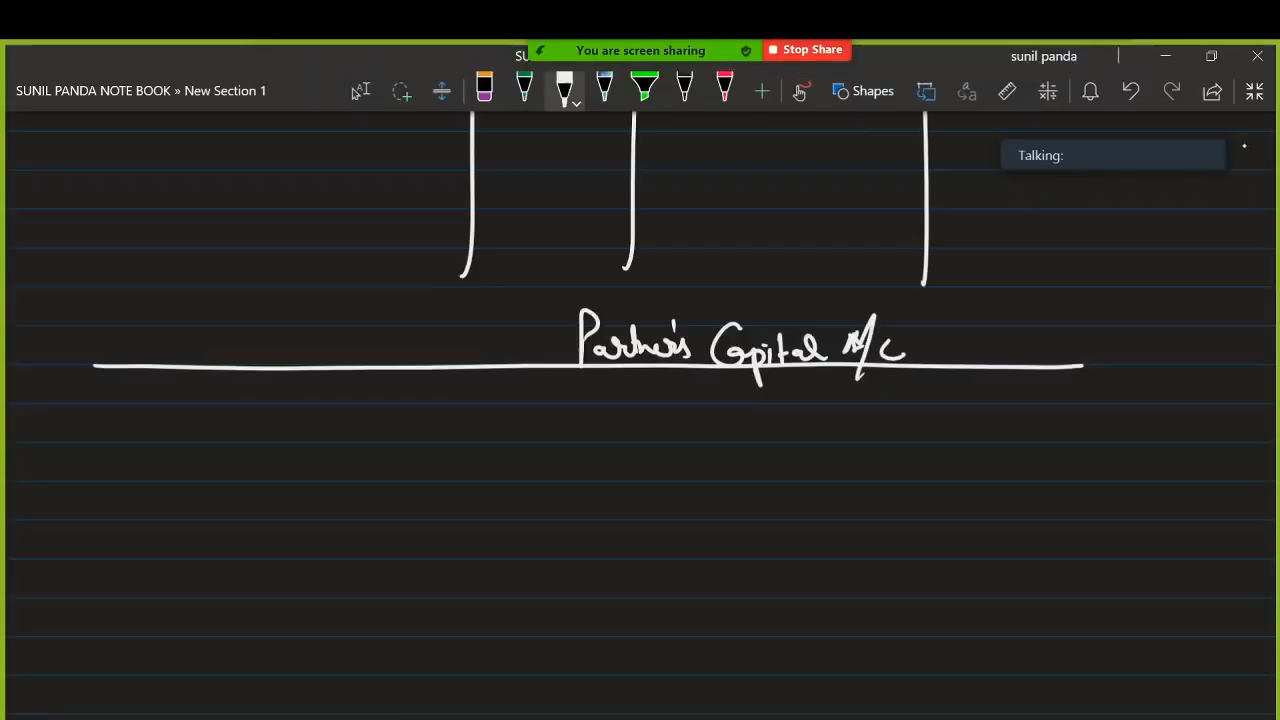 SU
You are screen sharing
Stop Share
sunil panda
SUNIL PANDA NOTE BOOK » New Section 1
Shapes
Talking:
Partner's Capital A/c